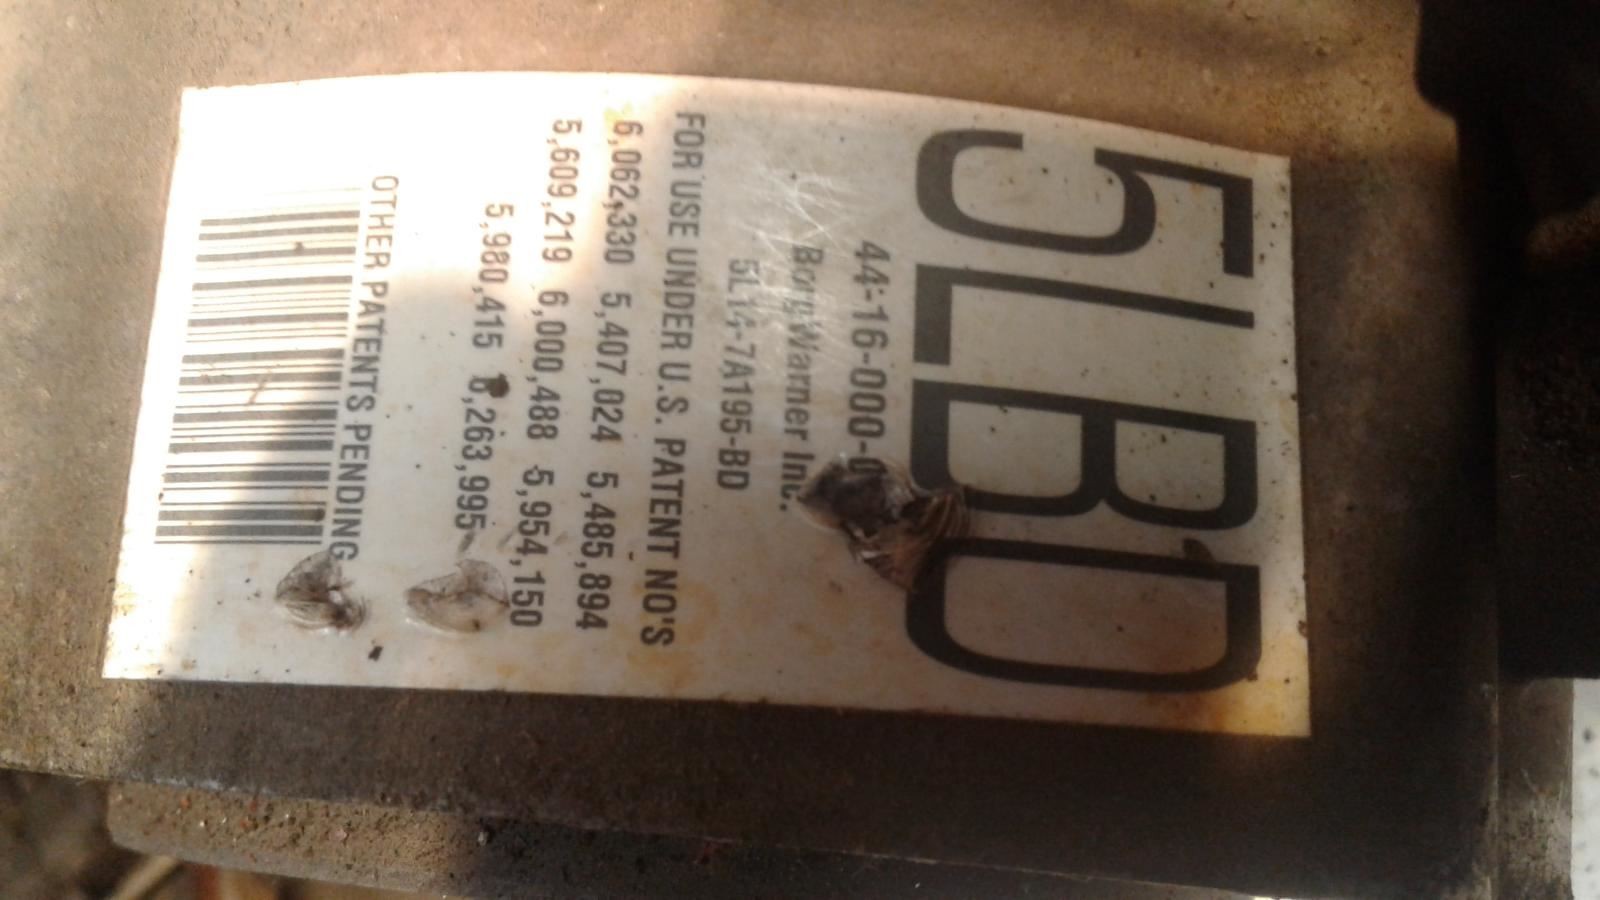 5LBD
44-16-000-0
BorgWarner Inc.
5L14-7A195-BD
FOR USE UNDER U.S. PATENT NO'S
6,062,330 5,407,024 5,485,894
5,609,219 6,000,488 5,954,150
5,980,415 6,263,995
OTHER PATENTS PENDING